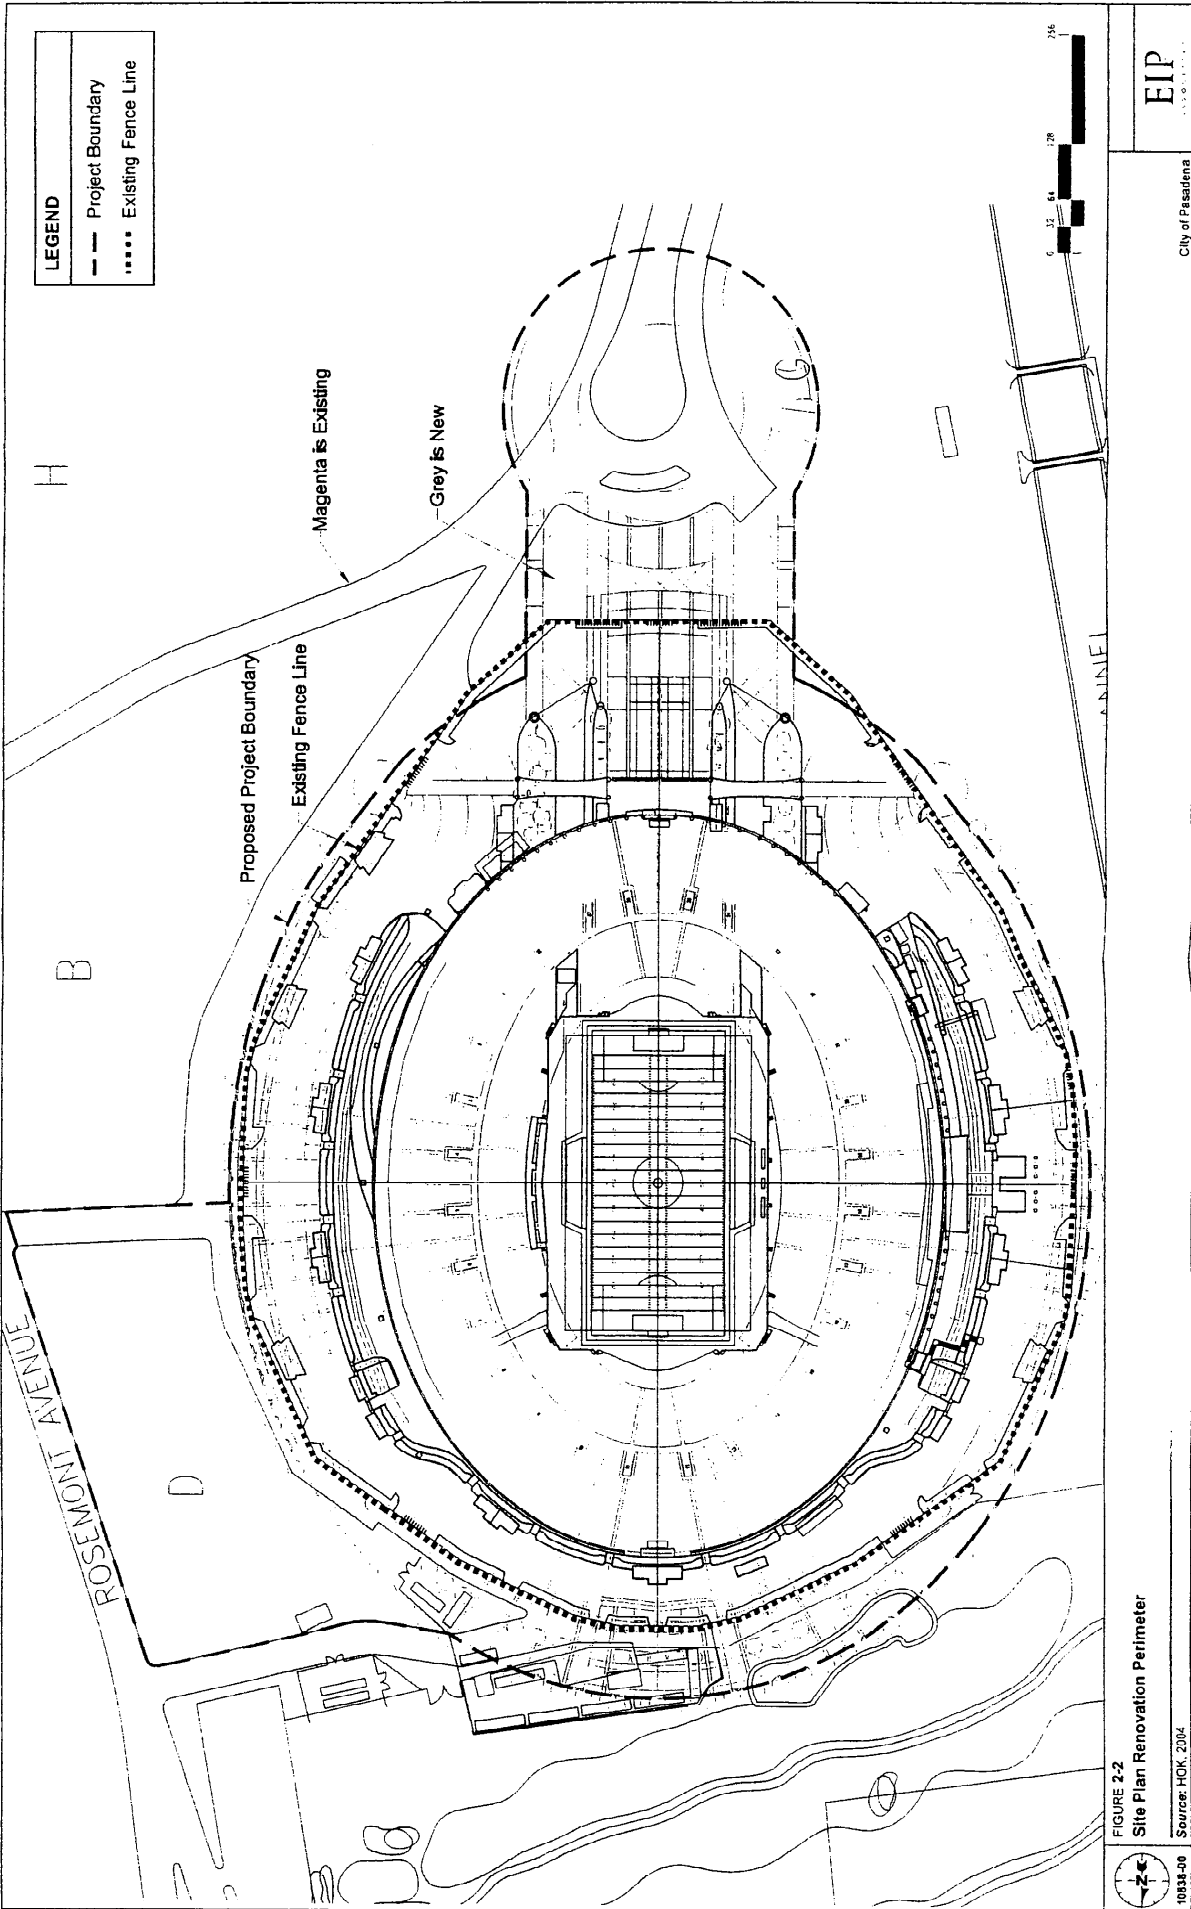 LEGEND
Project Boundary
Existing Fence Line
H
Magenta is Existing
Grey is New
Proposed Project Boundary
Existing Fence Line
B
G
ROSEMONT AVENUE
D
0 32 64 128 256
FIGURE 2-2
Site Plan Renovation Perimeter
Source: HOK, 2004
10838-00
N
City of Pasadena
EIP